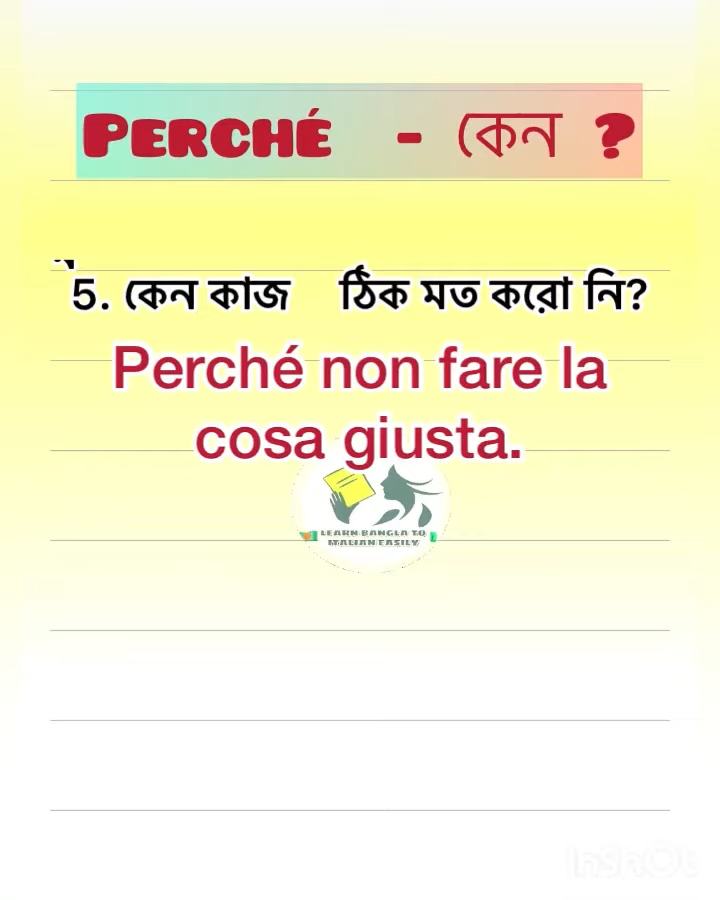 Perché - কেন ?
5. কেন কাজ ঠিক মত করো নি?
Perché non fare la
cosa giusta.
LEARN BANGLA TO
ITALIAN EASILY
InShOt